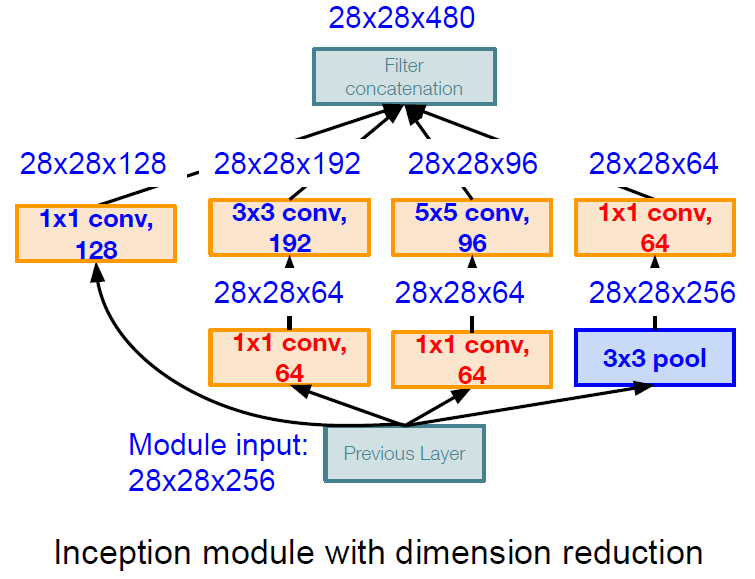 28x28x480
Filter
concatenation
28x28x128
28x28x192
28x28x96
28x28x64
1x1 conv,
128
3x3 conv,
192
5x5 conv,
96
1x1 conv,
64
28x28x64
28x28x64
28x28x256
1x1 conv,
64
1x1 conv,
64
3x3 pool
Module input:
28x28x256
Previous Layer
Inception module with dimension reduction